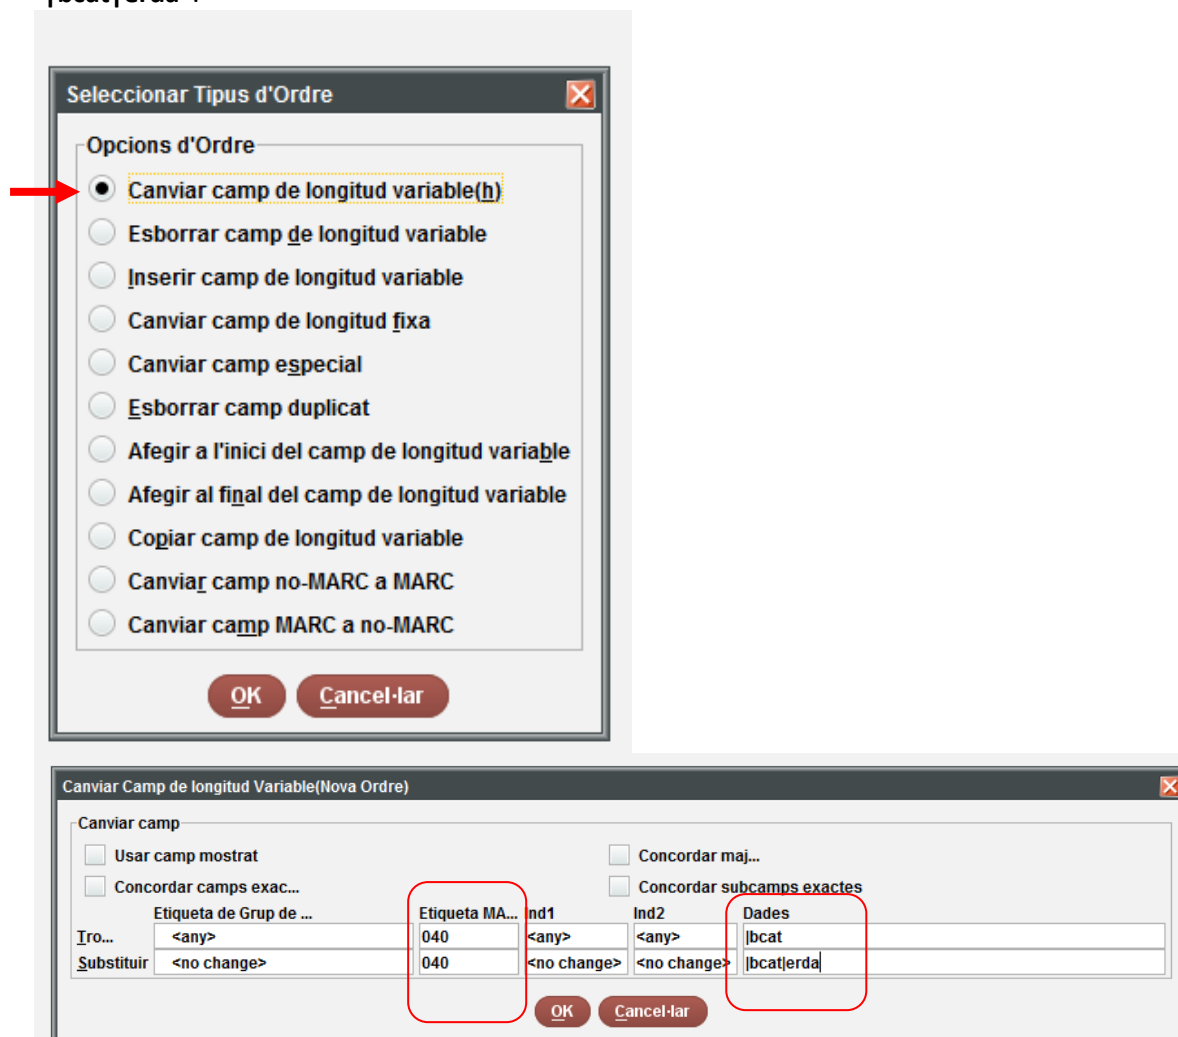 |bcat|erda
Seleccionar Tipus d'Ordre
Opcions d'Ordre
Canviar camp de longitud variable(h)
Esborrar camp de longitud variable
Inserir camp de longitud variable
Canviar camp de longitud fixa
Canviar camp especial
Esborrar camp duplicat
Afegir a l'inici del camp de longitud variable
Afegir al final del camp de longitud variable
Copiar camp de longitud variable
Canviar camp no-MARC a MARC
Canviar camp MARC a no-MARC
OK Cancel·lar
Canviar Camp de longitud Variable(Nova Ordre)
Canviar camp
Usar camp mostrat Concordar maj...
Concordar camps exac... Concordar subcamps exactes
Etiqueta de Grup de ... Etiqueta MA... Ind1 Ind2 Dades
Tro... <any> 040 <any> <any> |bcat
Substituir <no change> 040 <no change> <no change> |bcat|erda
OK Cancel·lar